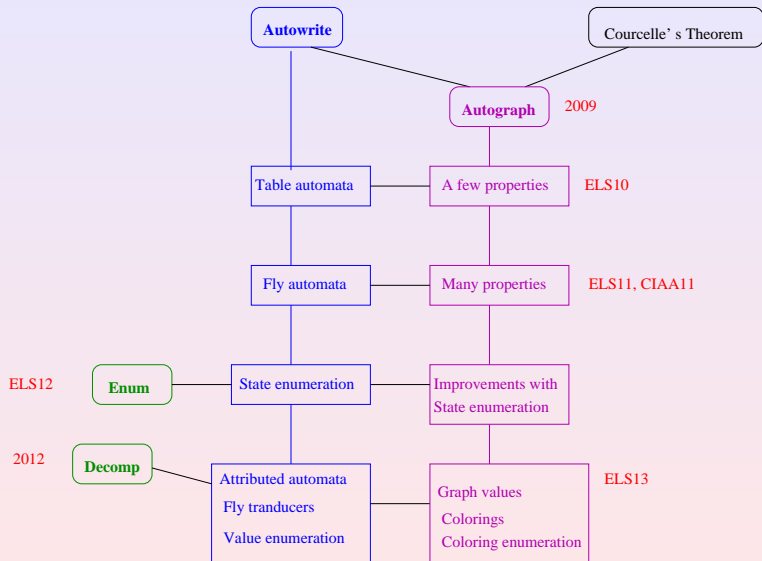 Autowrite
Courcelle’ s Theorem
Autograph
2009
Table automata
A few properties
ELS10
Fly automata
Many properties
ELS11, CIAA11
ELS12
Enum
State enumeration
Improvements with
State enumeration
2012
Decomp
Attributed automata
Fly tranducers
Value enumeration
Graph values
Colorings
Coloring enumeration
ELS13